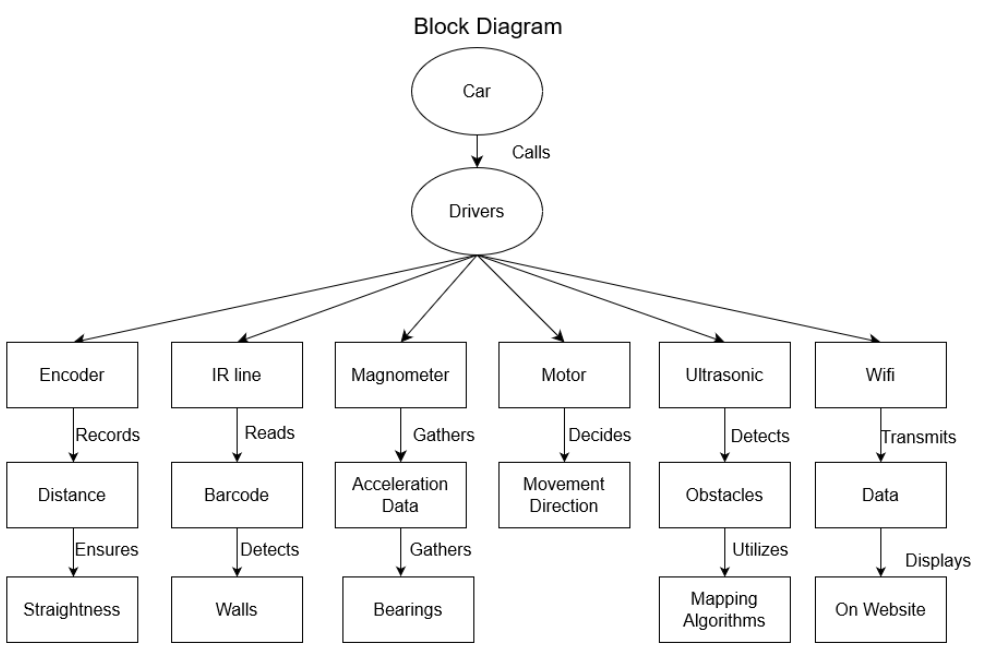 Block Diagram
Car
Calls
Drivers
Encoder
IR line
Magnometer
Motor
Ultrasonic
Wifi
Records
Reads
Gathers
Decides
Detects
Transmits
Distance
Barcode
Acceleration
Data
Movement
Direction
Obstacles
Data
Ensures
Detects
Gathers
Utilizes
Displays
Straightness
Walls
Bearings
Mapping
Algorithms
On Website